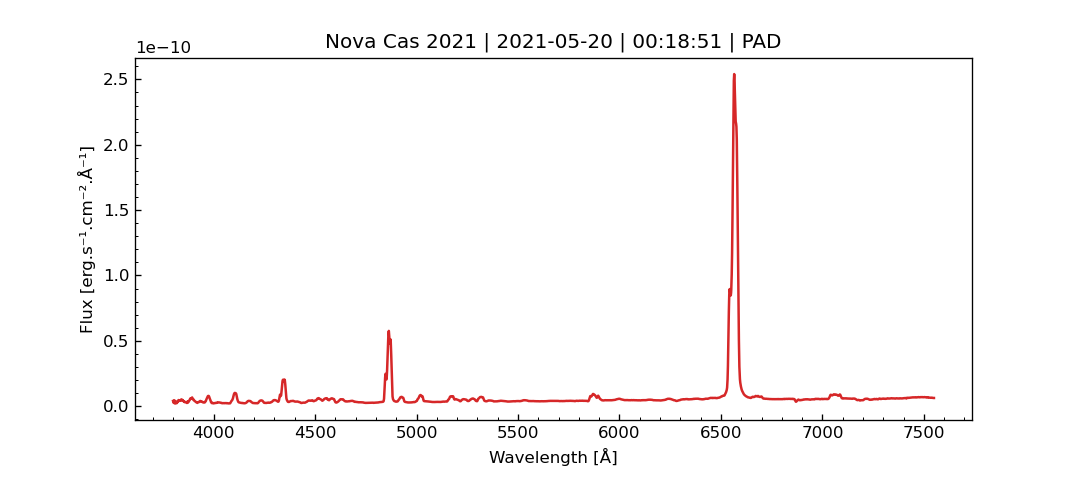 Nova Cas 2021 | 2021-05-20 | 00:18:51 | PAD
1e−10
2.5
2.0
1.5
1.0
0.5
0.0
Flux [erg.s⁻¹.cm⁻².Å⁻¹]
4000 4500 5000 5500 6000 6500 7000 7500
Wavelength [Å]